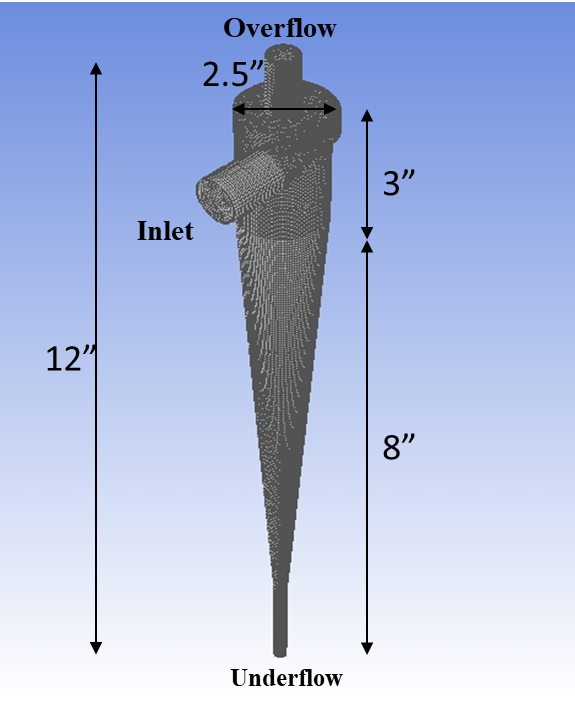 Overflow
2.5”
3”
Inlet
12”
8”
Underflow